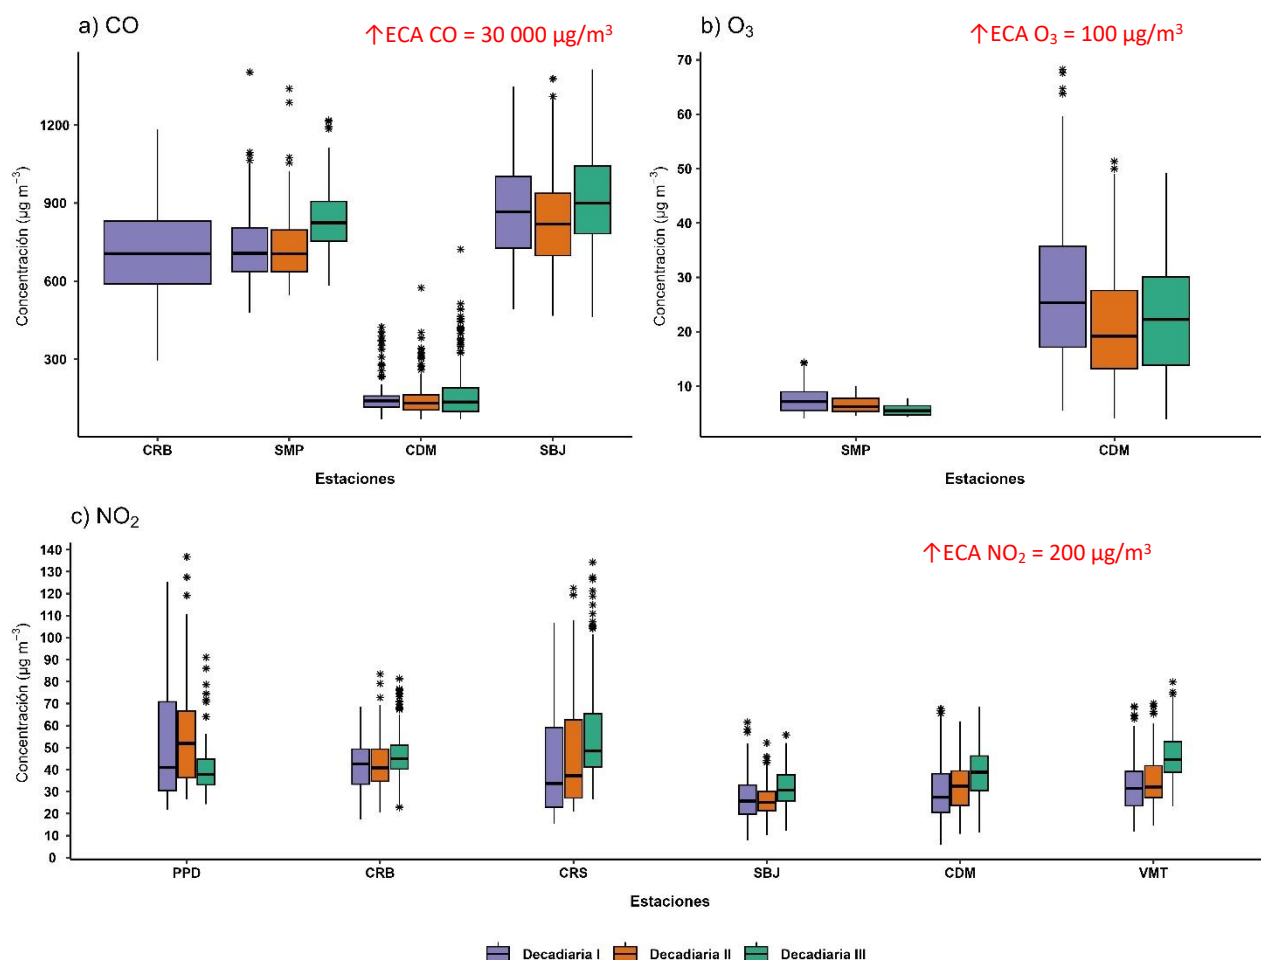 a) CO
↑ECA CO = 30 000 µg/m³
Concentración (µg m⁻³)
1200
900
600
300
CRB SMP CDM SBJ
Estaciones
b) O₃
↑ECA O₃ = 100 µg/m³
Concentración (µg m⁻³)
70
60
50
40
30
20
10
SMP CDM
Estaciones
c) NO₂
↑ECA NO₂ = 200 µg/m³
Concentración (µg m⁻³)
140
130
120
110
100
90
80
70
60
50
40
30
20
10
0
PPD CRB CRS SBJ CDM VMT
Estaciones
Decadiaria I Decadiaria II Decadiaria III